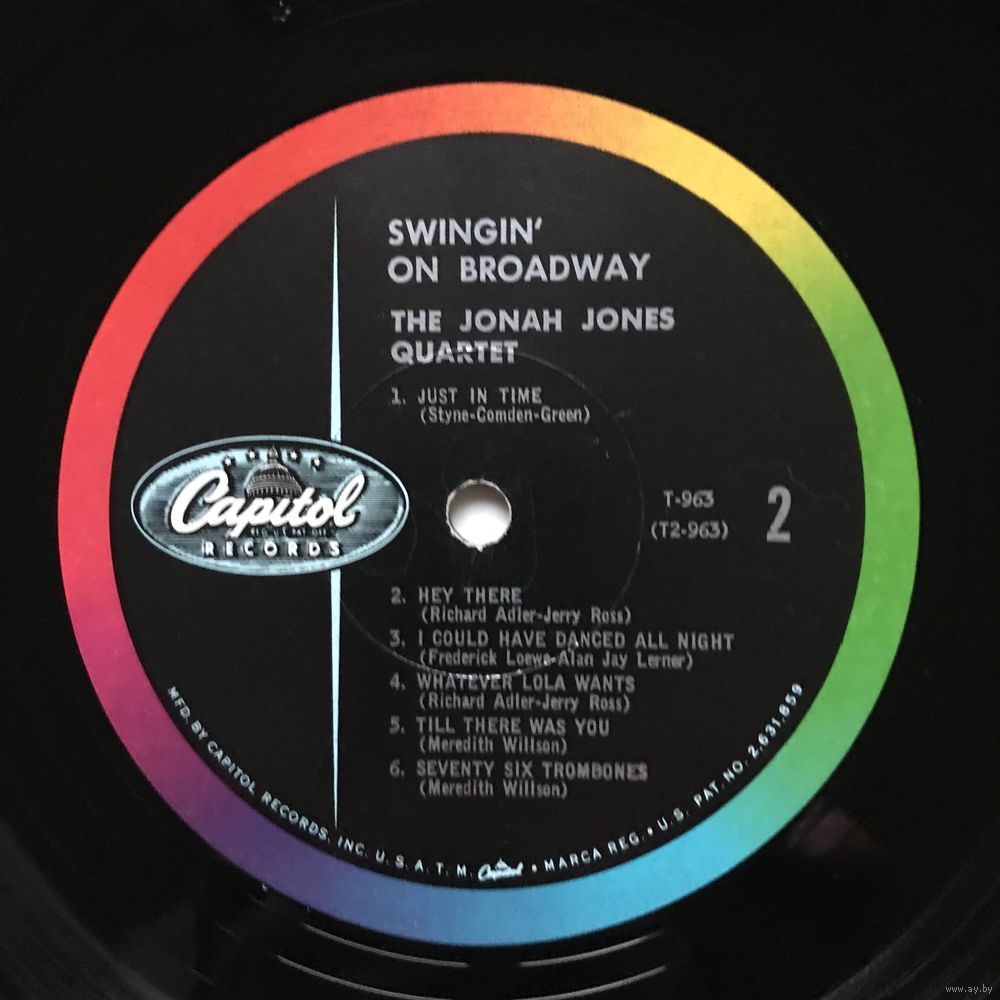 SWINGIN'
ON BROADWAY
THE JONAH JONES
QUARTET
1. JUST IN TIME
(Styne-Comden-Green)
Capitol
RECORDS
T-963
(T2-963)
2
2. HEY THERE
(Richard Adler-Jerry Ross)
3. I COULD HAVE DANCED ALL NIGHT
(Frederick Loewe-Alan Jay Lerner)
4. WHATEVER LOLA WANTS
(Richard Adler-Jerry Ross)
5. TILL THERE WAS YOU
(Meredith Willson)
6. SEVENTY SIX TROMBONES
(Meredith Willson)
MFD. BY CAPITOL RECORDS, INC. U.S.A. T.M. Capitol • MARCA REG. • U.S. PAT. NO. 2,631,859
www.ay.by